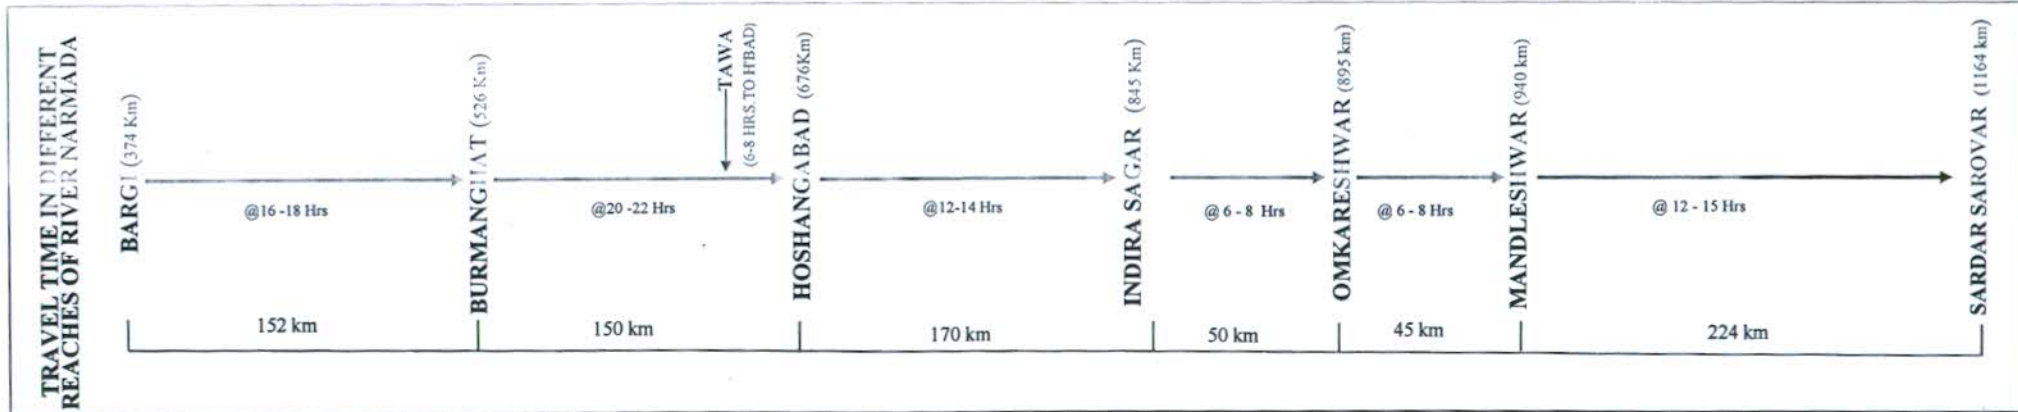 TRAVEL TIME IN DIFFERENT
REACHES OF RIVER NARMADA
BARGI (374 Km)
@16 -18 Hrs
BURMANGHAT (526 Km)
@20 -22 Hrs
TAWA
(6-8 HRS.TO H'BAD)
HOSHANGABAD (676Km)
@12-14 Hrs
INDIRA SAGAR (845 Km)
@ 6 - 8 Hrs
OMKARESHWAR (895 km)
@ 6 - 8 Hrs
MANDLESHWAR (940 km)
@ 12 - 15 Hrs
SARDAR SAROVAR (1164 km)
152 km
150 km
170 km
50 km
45 km
224 km